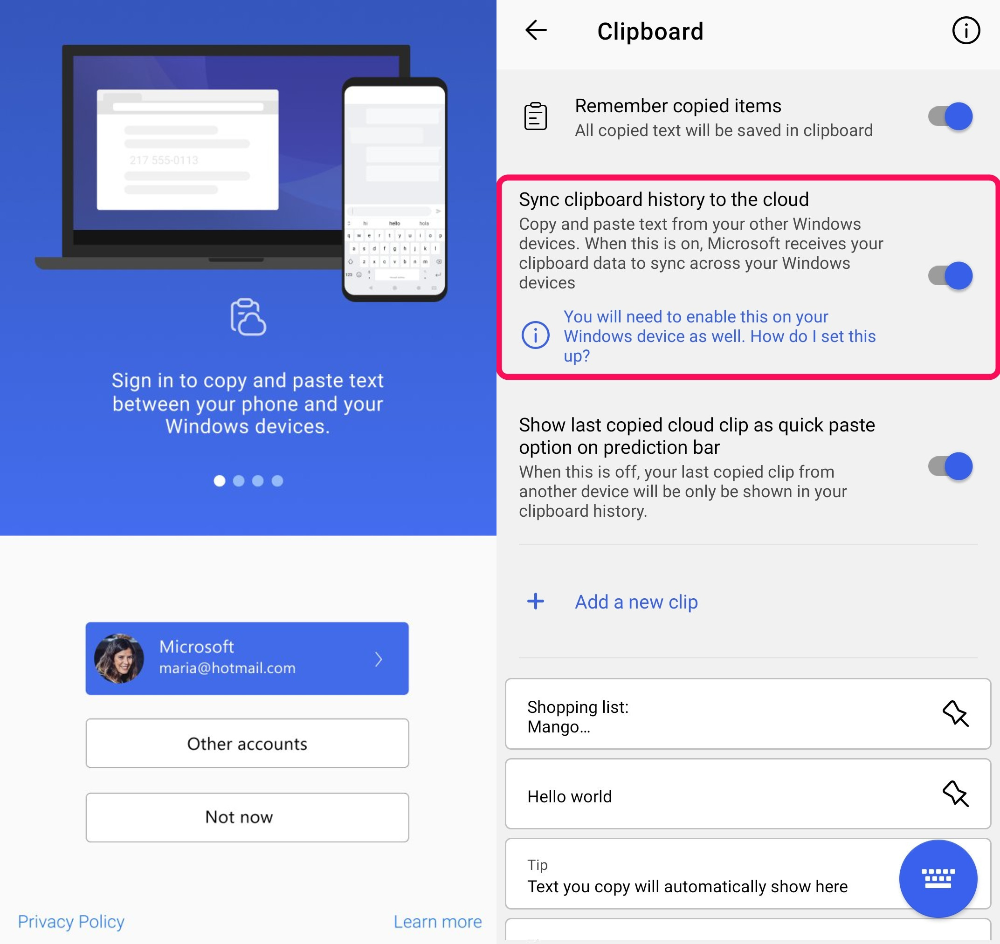 217 555-0113
hi hello hola
q w e r t y u i o p
a s d f g h j k l
z x c v b n m
123
Sign in to copy and paste text
between your phone and your
Windows devices.
Microsoft
maria@hotmail.com
Other accounts
Not now
Privacy Policy
Learn more
Clipboard
Remember copied items
All copied text will be saved in clipboard
Sync clipboard history to the cloud
Copy and paste text from your other Windows
devices. When this is on, Microsoft receives your
clipboard data to sync across your Windows
devices
You will need to enable this on your
Windows device as well. How do I set this
up?
Show last copied cloud clip as quick paste
option on prediction bar
When this is off, your last copied clip from
another device will be only be shown in your
clipboard history.
+ Add a new clip
Shopping list:
Mango...
Hello world
Tip
Text you copy will automatically show here